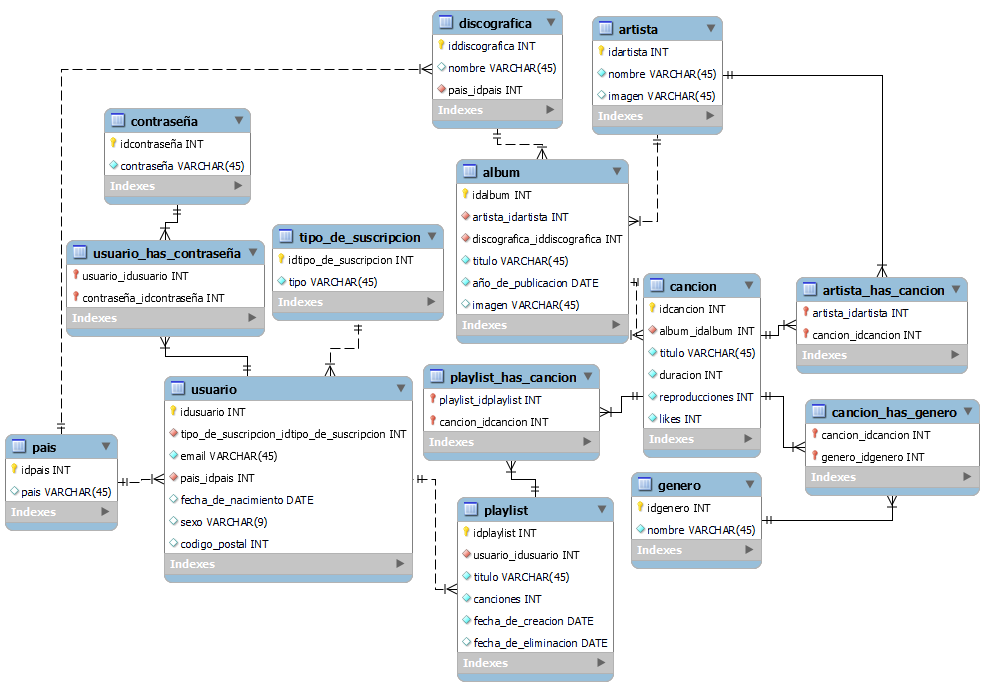 discografica
iddiscografica INT
nombre VARCHAR(45)
pais_idpais INT
Indexes
artista
idartista INT
nombre VARCHAR(45)
imagen VARCHAR(45)
Indexes
contraseña
idcontraseña INT
contraseña VARCHAR(45)
Indexes
album
idalbum INT
artista_idartista INT
discografica_iddiscografica INT
titulo VARCHAR(45)
año_de_publicacion DATE
imagen VARCHAR(45)
Indexes
usuario_has_contraseña
usuario_idusuario INT
contraseña_idcontraseña INT
Indexes
tipo_de_suscripcion
idtipo_de_suscripcion INT
tipo VARCHAR(45)
Indexes
cancion
idcancion INT
album_idalbum INT
titulo VARCHAR(45)
duracion INT
reproducciones INT
likes INT
Indexes
artista_has_cancion
artista_idartista INT
cancion_idcancion INT
Indexes
usuario
idusuario INT
tipo_de_suscripcion_idtipo_de_suscripcion INT
email VARCHAR(45)
pais_idpais INT
fecha_de_nacimiento DATE
sexo VARCHAR(9)
codigo_postal INT
Indexes
playlist_has_cancion
playlist_idplaylist INT
cancion_idcancion INT
Indexes
cancion_has_genero
cancion_idcancion INT
genero_idgenero INT
Indexes
pais
idpais INT
pais VARCHAR(45)
Indexes
genero
idgenero INT
nombre VARCHAR(45)
Indexes
playlist
idplaylist INT
usuario_idusuario INT
titulo VARCHAR(45)
canciones INT
fecha_de_creacion DATE
fecha_de_eliminacion DATE
Indexes